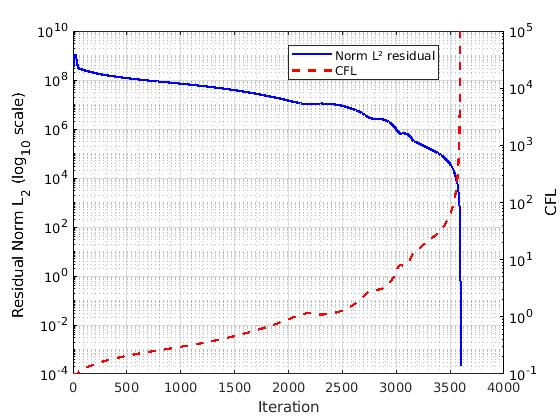 Norm L² residual
CFL
Residual Norm L₂ (log₁₀ scale)
10¹⁰
10⁸
10⁶
10⁴
10²
10⁰
10⁻²
10⁻⁴
10⁵
10⁴
10³
10²
10¹
10⁰
10⁻¹
CFL
0 500 1000 1500 2000 2500 3000 3500 4000
Iteration